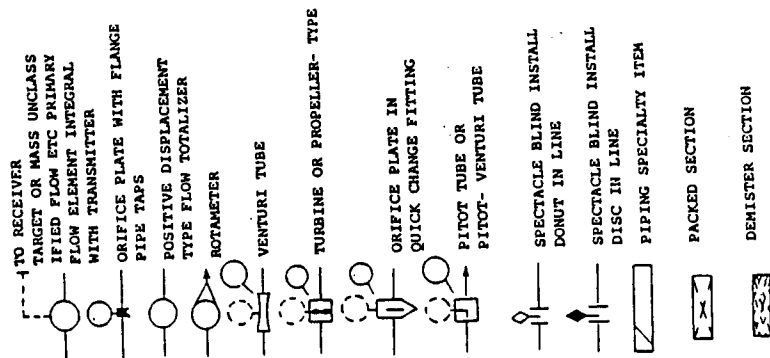 TO RECEIVER
TARGET OR MASS UNCLASS
IFIED FLOW ETC PRIMARY
FLOW ELEMENT INTEGRAL
WITH TRANSMITTER
ORIFICE PLATE WITH FLANGE
PIPE TAPS
POSITIVE DISPLACEMENT
TYPE FLOW TOTALIZER
ROTAMETER
VENTURI TUBE
TURBINE OR PROPELLER- TYPE
ORIFICE PLATE IN
QUICK CHANGE FITTING
PITOT TUBE OR
PITOT- VENTURI TUBE
SPECTACLE BLIND INSTALL
DONUT IN LINE
SPECTACLE BLIND INSTALL
DISC IN LINE
PIPING SPECIALTY ITEM
PACKED SECTION
DEMISTER SECTION